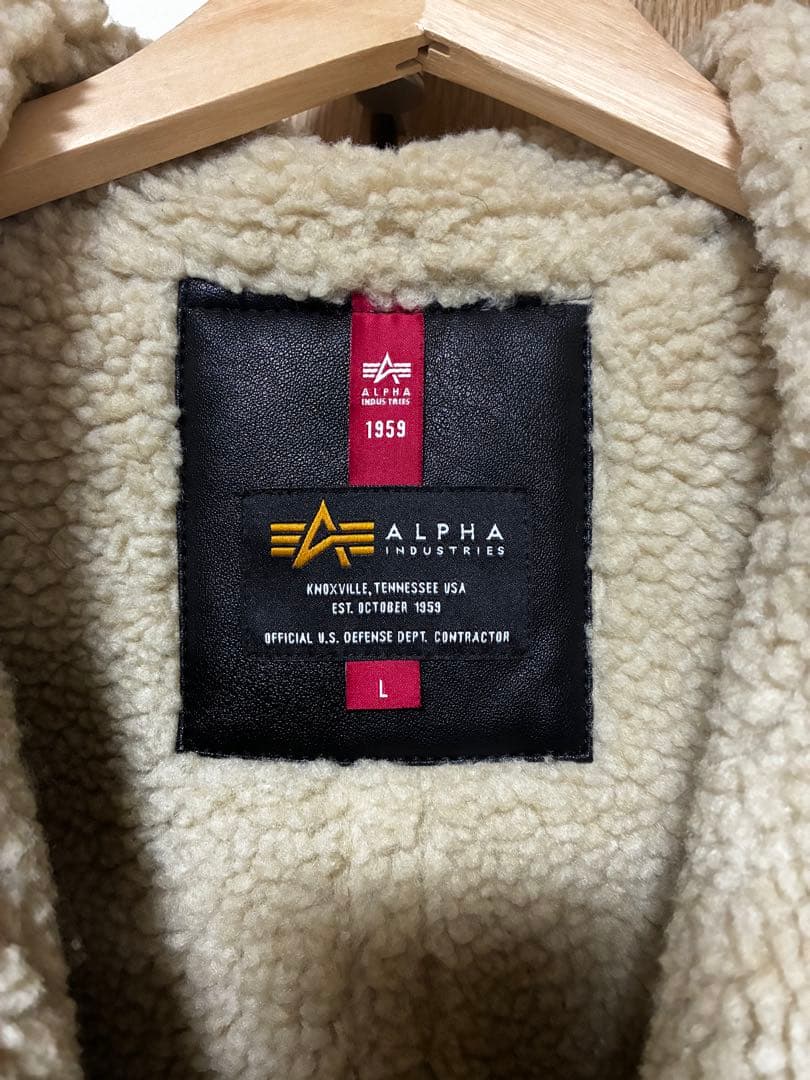 ALPHA
INDUSTRIES
1959
ALPHA
INDUSTRIES
KNOXVILLE, TENNESSEE USA
EST. OCTOBER 1959
OFFICIAL U.S. DEFENSE DEPT. CONTRACTOR
L